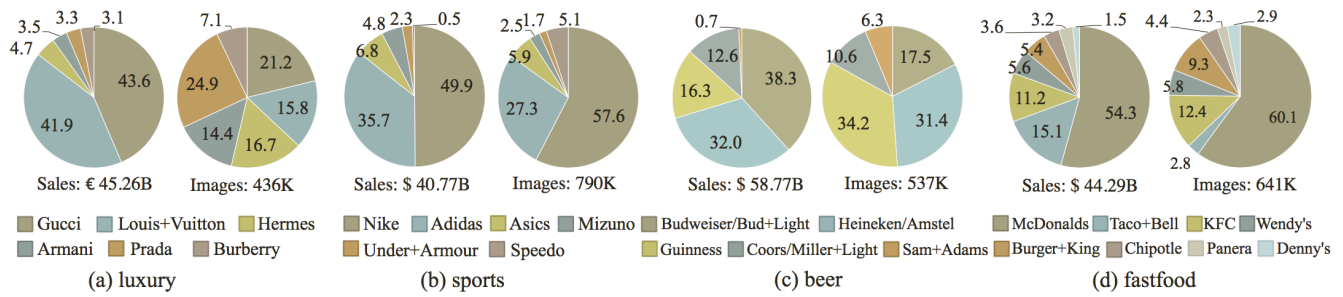 3.5 3.3 3.1
4.7 43.6 41.9
Sales: € 45.26B
7.1
24.9 21.2
15.8
14.4 16.7
Images: 436K
Gucci Louis+Vuitton Hermes
Armani Prada Burberry
(a) luxury
4.8 2.3 0.5
6.8 49.9
35.7
Sales: $ 40.77B
2.5 1.7 5.1
5.9
27.3 57.6
Images: 790K
Nike Adidas Asics Mizuno
Under+Armour Speedo
(b) sports
0.7
12.6 38.3
16.3
32.0
Sales: $ 58.77B
6.3
10.6 17.5
34.2 31.4
Images: 537K
Budweiser/Bud+Light Heineken/Amstel
Guinness Coors/Miller+Light Sam+Adams
(c) beer
3.6 3.2 1.5
5.4
5.6
11.2 54.3
15.1
Sales: $ 44.29B
4.4 2.3 2.9
9.3
5.8
12.4 60.1
2.8
Images: 641K
McDonalds Taco+Bell KFC Wendy's
Burger+King Chipotle Panera Denny's
(d) fastfood